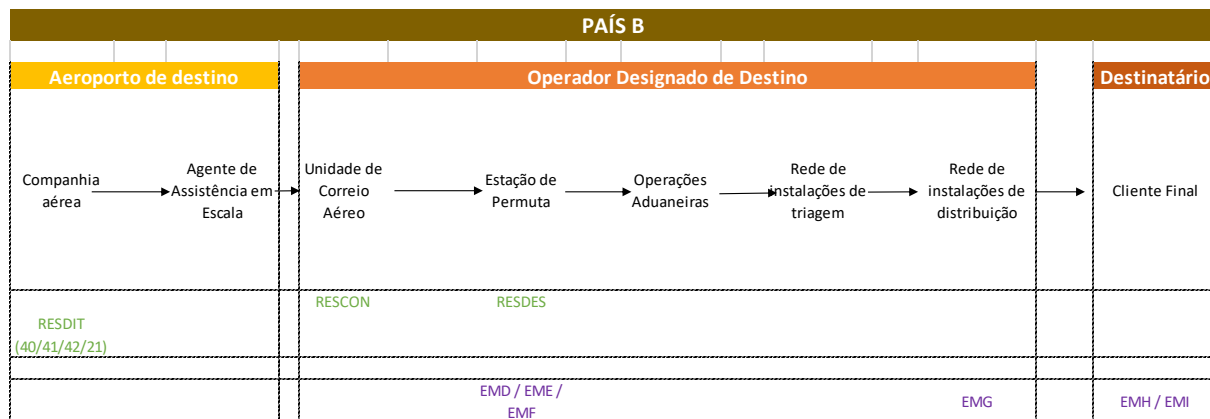 PAÍS B
Aeroporto de destino
Operador Designado de Destino
Destinatário
Companhia
aérea
Agente de
Assistência em
Escala
Unidade de
Correio
Aéreo
Estação de
Permuta
Operações
Aduaneiras
Rede de
instalações de
triagem
Rede de
instalações de
distribuição
Cliente Final
RESCON
RESDES
RESDIT
(40/41/42/21)
EMD / EME /
EMF
EMG
EMH / EMI